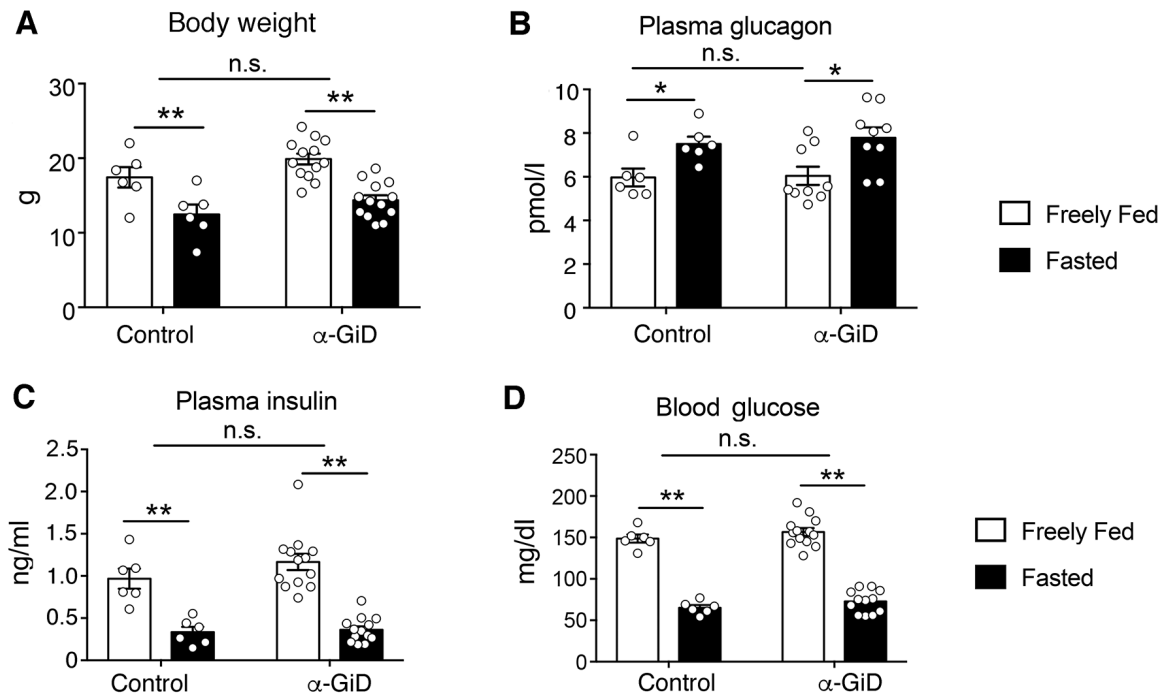 A
Body weight
n.s.
**
**
30
20
10
0
g
Control
α-GiD
B
Plasma glucagon
n.s.
*
*
10
8
6
4
2
0
pmol/l
Control
α-GiD
Freely Fed
Fasted
C
Plasma insulin
n.s.
**
**
2.5
2.0
1.5
1.0
0.5
0
ng/ml
Control
α-GiD
D
Blood glucose
n.s.
**
**
250
200
150
100
50
0
mg/dl
Control
α-GiD
Freely Fed
Fasted